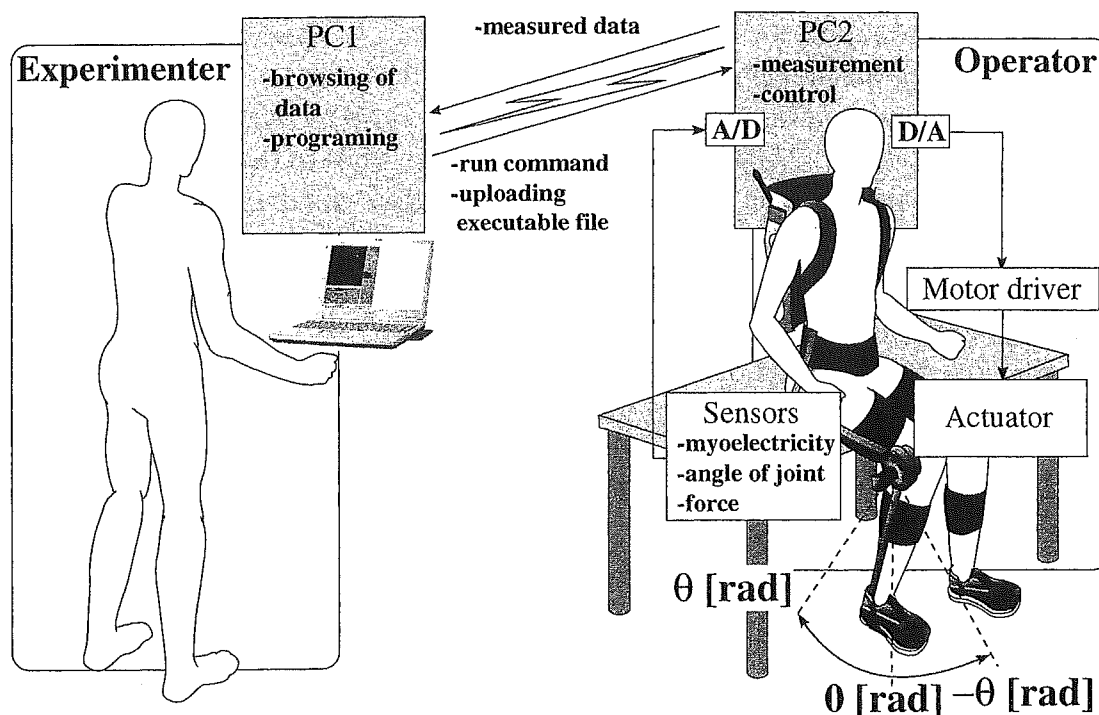 Experimenter
PC1
-browsing of
data
-programing
-measured data
-run command
-uploading
executable file
PC2
-measurement
-control
Operator
A/D
D/A
Motor driver
Actuator
Sensors
-myoelectricity
-angle of joint
-force
θ [rad]
0 [rad]
-θ [rad]